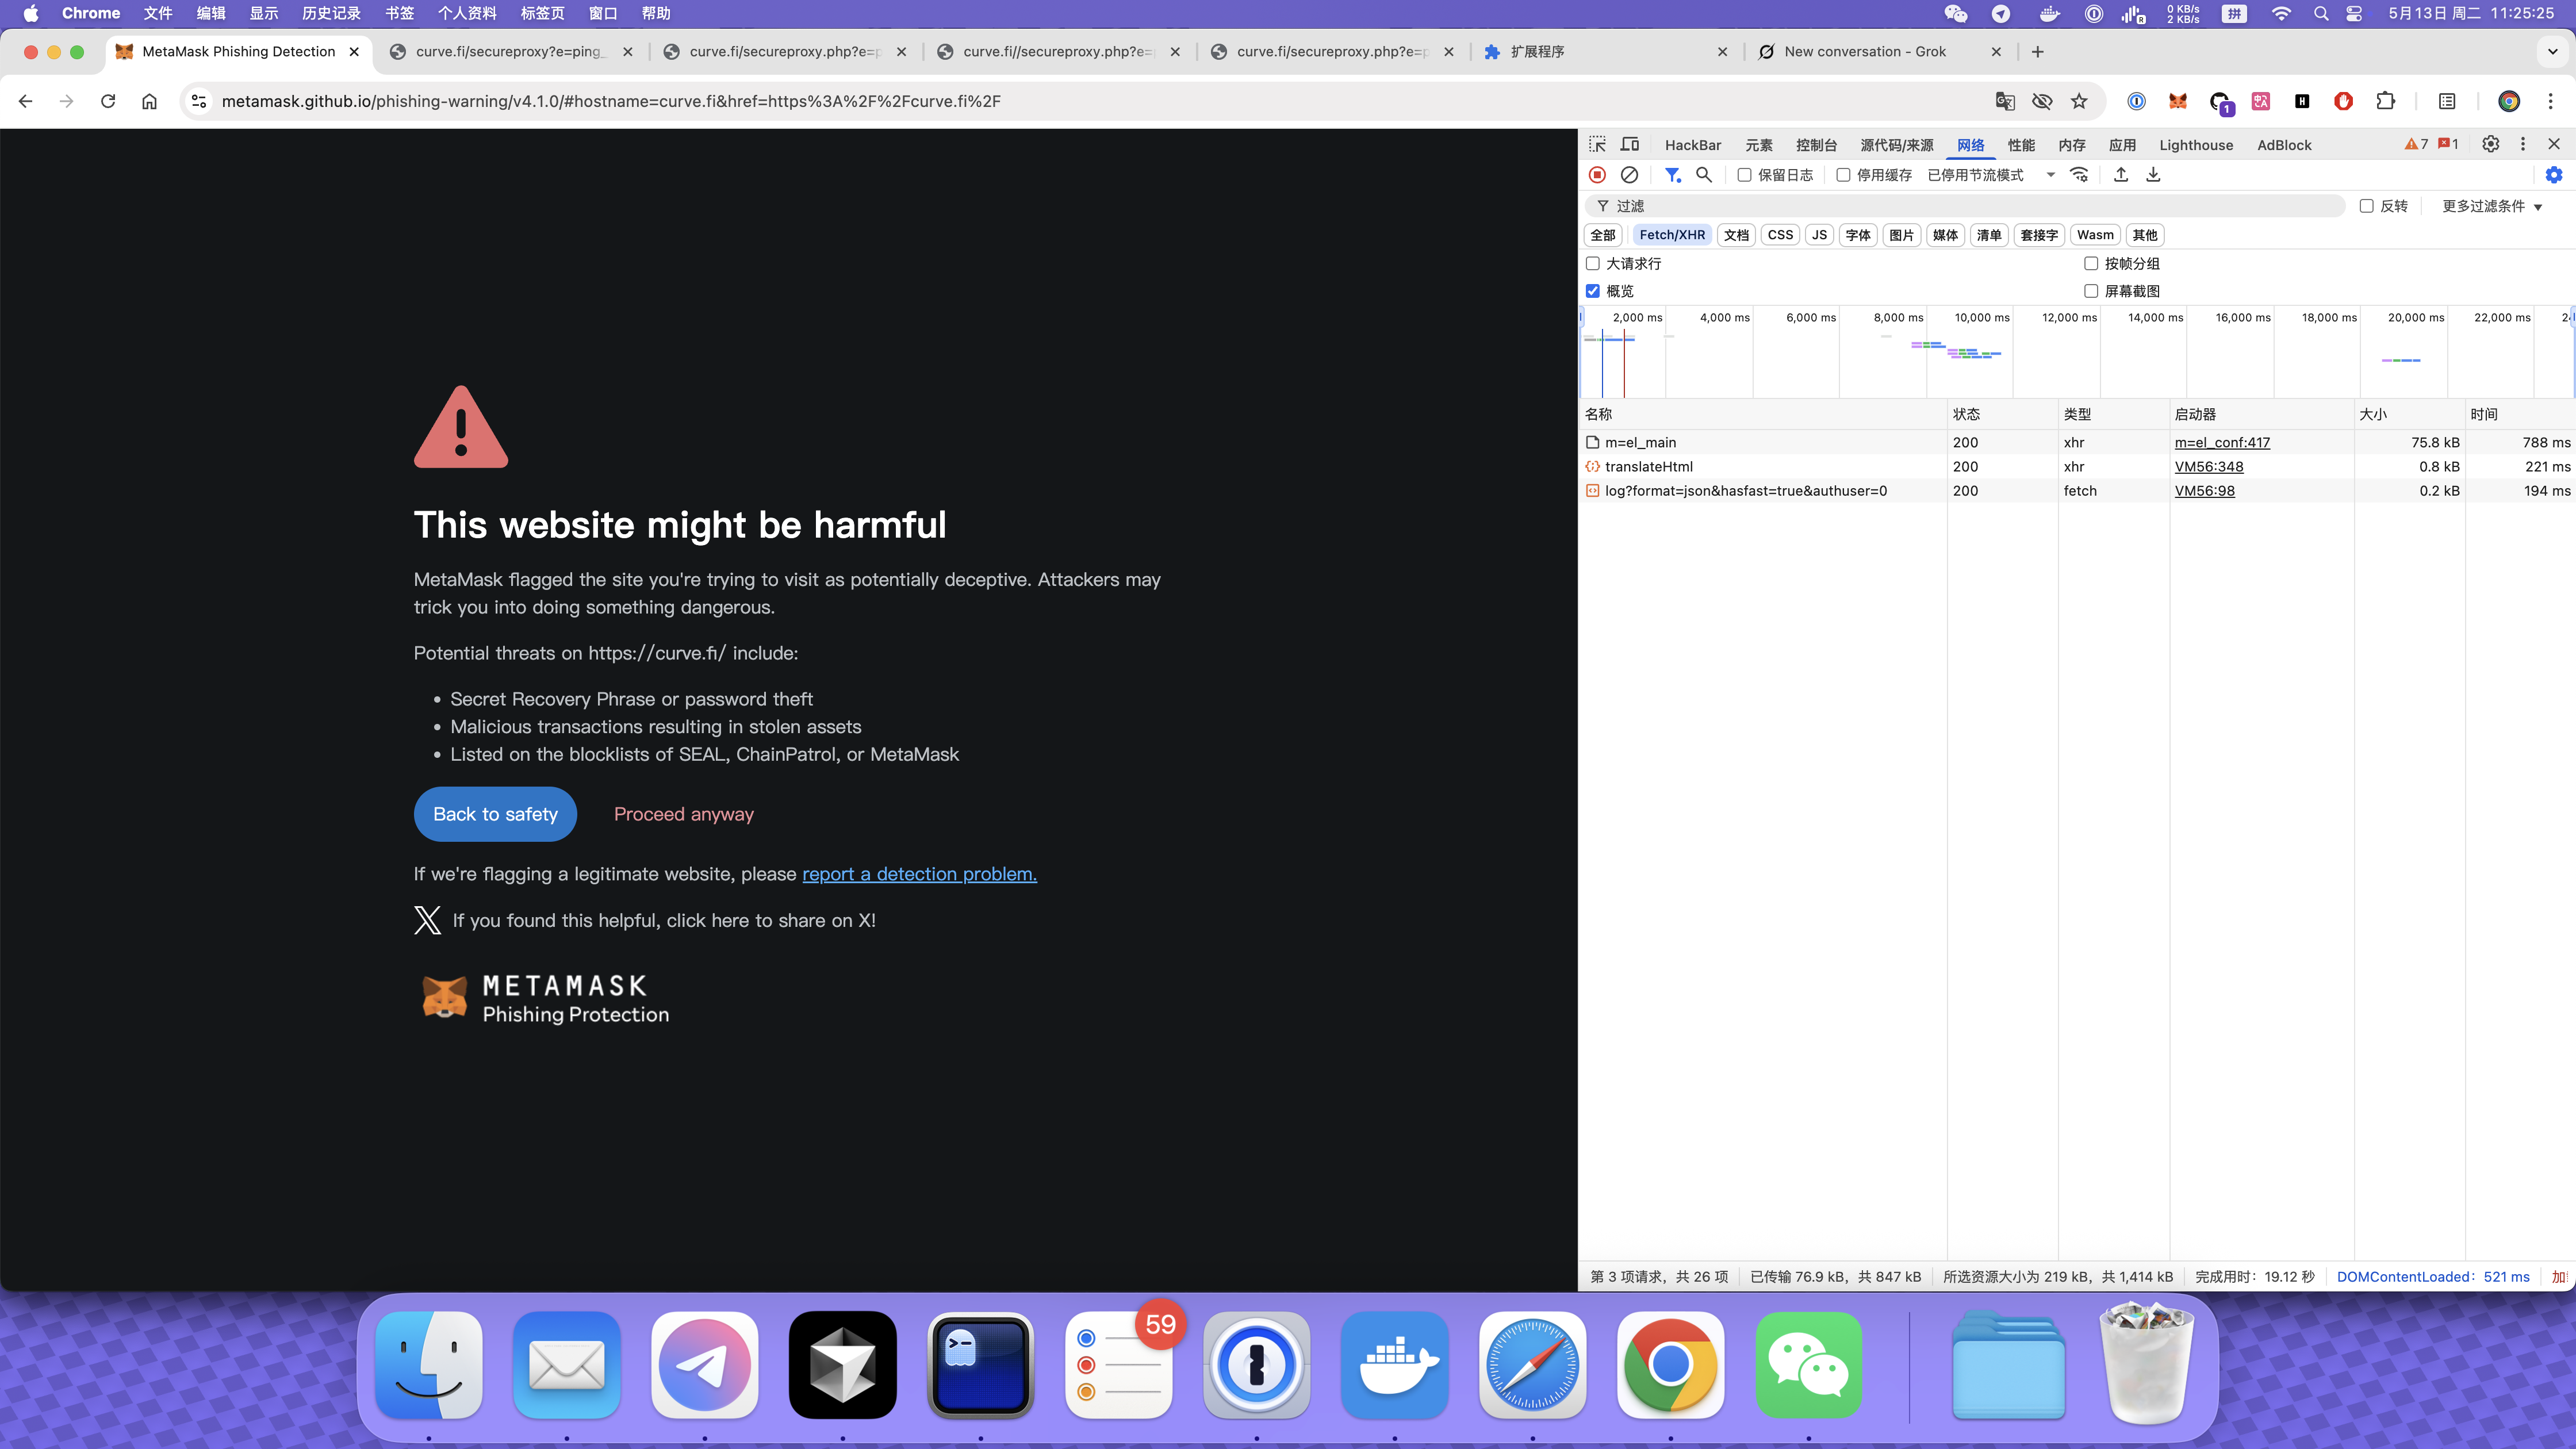 Chrome 文件 编辑 显示 历史记录 书签 个人资料 标签页 窗口 帮助
0 KB/s
2 KB/s
拼
5月13日 周二 11:25:25
MetaMask Phishing Detection
curve.fi/secureproxy?e=ping_
curve.fi/secureproxy.php?e=p
curve.fi//secureproxy.php?e=
curve.fi/secureproxy.php?e=p
扩展程序
New conversation - Grok
metamask.github.io/phishing-warning/v4.1.0/#hostname=curve.fi&href=https%3A%2F%2Fcurve.fi%2F
1
This website might be harmful
MetaMask flagged the site you're trying to visit as potentially deceptive. Attackers may
trick you into doing something dangerous.
Potential threats on https://curve.fi/ include:
• Secret Recovery Phrase or password theft
• Malicious transactions resulting in stolen assets
• Listed on the blocklists of SEAL, ChainPatrol, or MetaMask
Back to safety
Proceed anyway
If we're flagging a legitimate website, please report a detection problem.
If you found this helpful, click here to share on X!
METAMASK
Phishing Protection
HackBar 元素 控制台 源代码/来源 网络 性能 内存 应用 Lighthouse AdBlock 7 1
保留日志 停用缓存 已停用节流模式
过滤 反转 更多过滤条件
全部 Fetch/XHR 文档 CSS JS 字体 图片 媒体 清单 套接字 Wasm 其他
大请求行 按帧分组
概览 屏幕截图
2,000 ms 4,000 ms 6,000 ms 8,000 ms 10,000 ms 12,000 ms 14,000 ms 16,000 ms 18,000 ms 20,000 ms 22,000 ms
名称 状态 类型 启动器 大小 时间
m=el_main 200 xhr m=el_conf:417 75.8 kB 788 ms
translateHtml 200 xhr VM56:348 0.8 kB 221 ms
log?format=json&hasfast=true&authuser=0 200 fetch VM56:98 0.2 kB 194 ms
第 3 项请求，共 26 项 已传输 76.9 kB，共 847 kB 所选资源大小为 219 kB，共 1,414 kB 完成用时：19.12 秒 DOMContentLoaded：521 ms 加
59